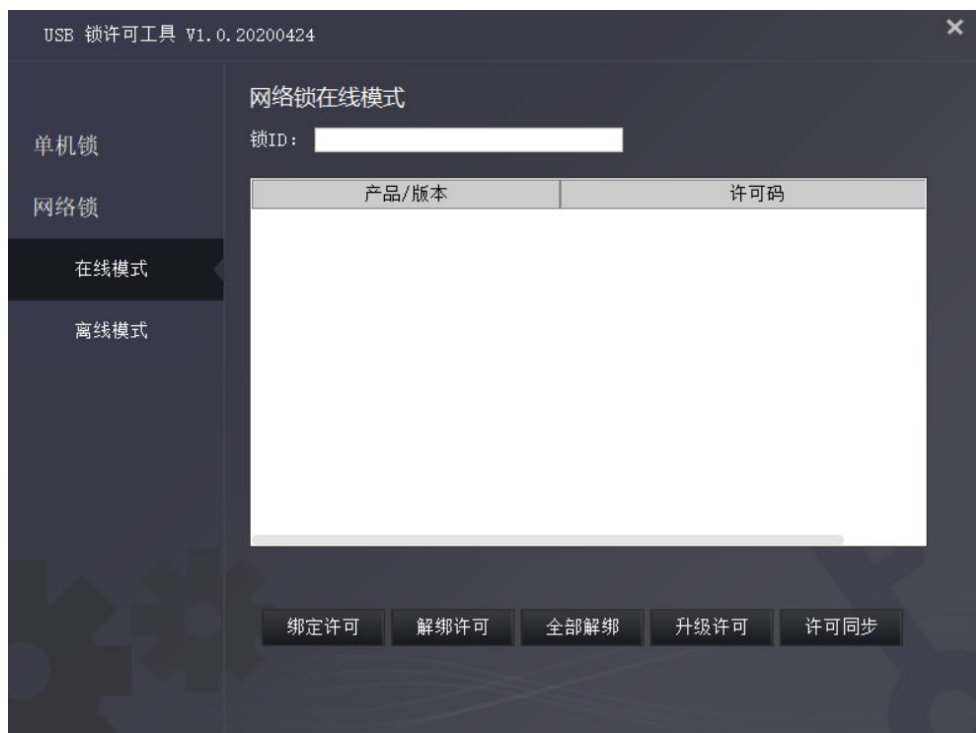 USB 锁许可工具 V1.0.20200424
单机锁
网络锁
在线模式
离线模式
网络锁在线模式
锁ID:
产品/版本 许可码
绑定许可 解绑许可 全部解绑 升级许可 许可同步